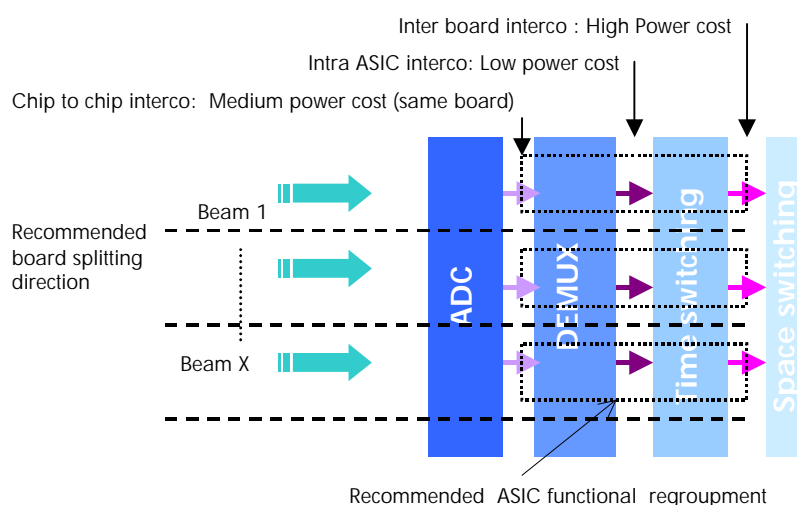 Inter board interco : High Power cost
Intra ASIC interco: Low power cost
Chip to chip interco: Medium power cost (same board)
Beam 1
Recommended
board splitting
direction
Beam X
ADC
DEMUX
Time switching
Space switching
Recommended ASIC functional regroupment